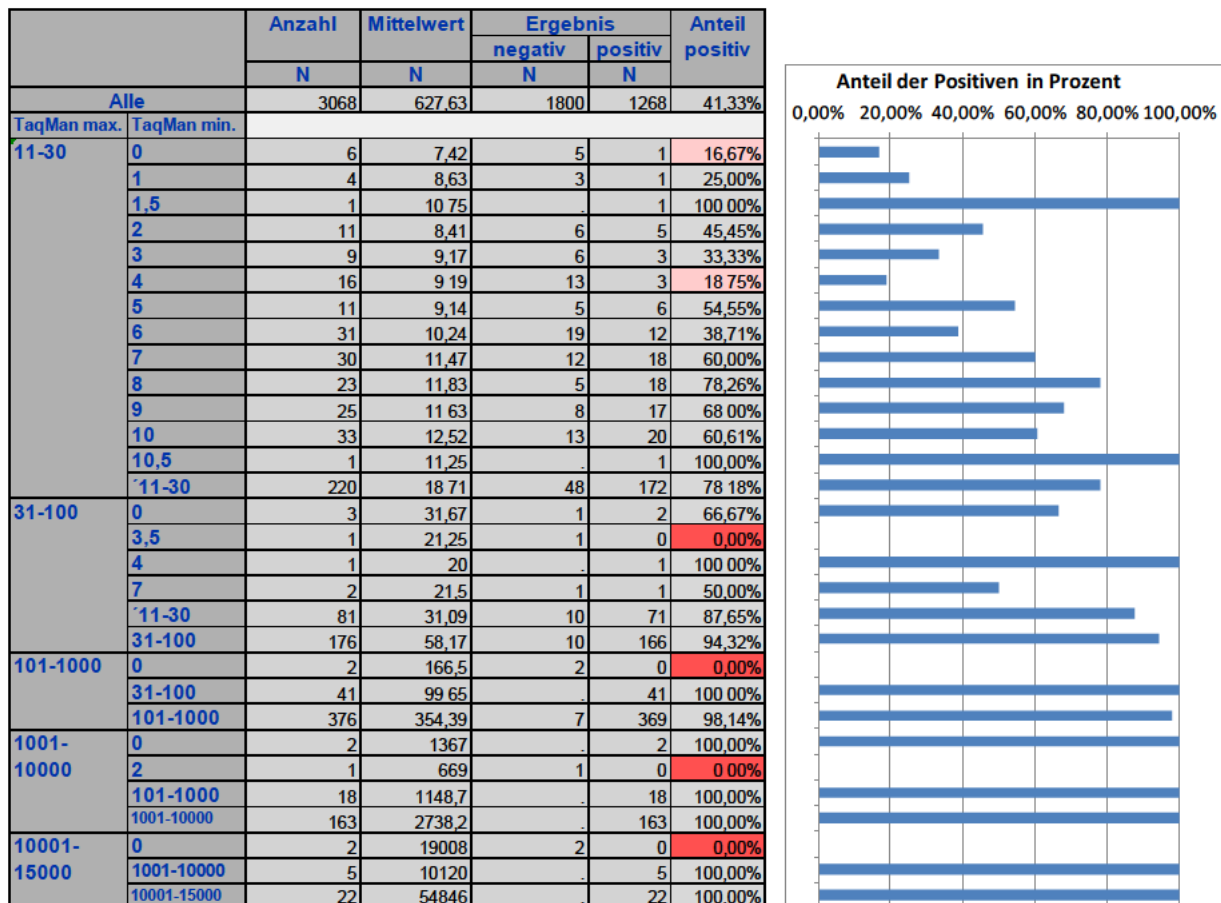 Anzahl Mittelwert Ergebnis Anteil positiv
negativ positiv
N N N N
Alle 3068 627,63 1800 1268 41,33%
TaqMan max. TaqMan min.
11-30 0 6 7,42 5 1 16,67%
1 4 8,63 3 1 25,00%
1,5 1 10 75 . 1 100 00%
2 11 8,41 6 5 45,45%
3 9 9,17 6 3 33,33%
4 16 9 19 13 3 18 75%
5 11 9,14 5 6 54,55%
6 31 10,24 19 12 38,71%
7 30 11,47 12 18 60,00%
8 23 11,83 5 18 78,26%
9 25 11 63 8 17 68 00%
10 33 12,52 13 20 60,61%
10,5 1 11,25 . 1 100,00%
´11-30 220 18 71 48 172 78 18%
31-100 0 3 31,67 1 2 66,67%
3,5 1 21,25 1 0 0,00%
4 1 20 . 1 100 00%
7 2 21,5 1 1 50,00%
´11-30 81 31,09 10 71 87,65%
31-100 176 58,17 10 166 94,32%
101-1000 0 2 166,5 2 0 0,00%
31-100 41 99 65 . 41 100 00%
101-1000 376 354,39 7 369 98,14%
1001-10000 0 2 1367 . 2 100,00%
2 1 669 1 0 0 00%
101-1000 18 1148,7 . 18 100,00%
1001-10000 163 2738,2 . 163 100,00%
10001-15000 0 2 19008 2 0 0,00%
1001-10000 5 10120 . 5 100,00%
10001-15000 22 54846 . 22 100,00%
Anteil der Positiven in Prozent
0,00% 20,00% 40,00% 60,00% 80,00% 100,00%